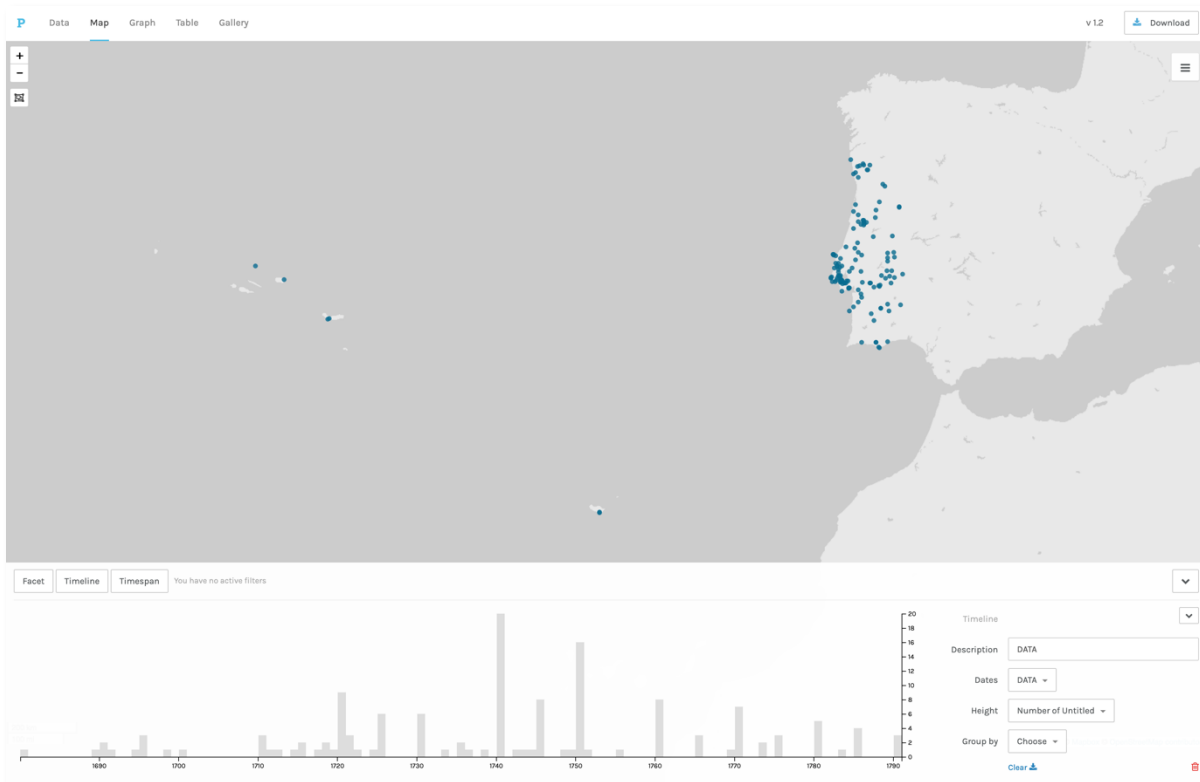 P Data Map Graph Table Gallery v 1.2 Download
+
−
Facet Timeline Timespan You have no active filters
Timeline
Description DATA
Dates DATA
Height Number of Untitled
Group by Choose
Clear
20
18
16
14
12
10
8
6
4
2
0
1690 1700 1710 1720 1730 1740 1750 1760 1770 1780 1790